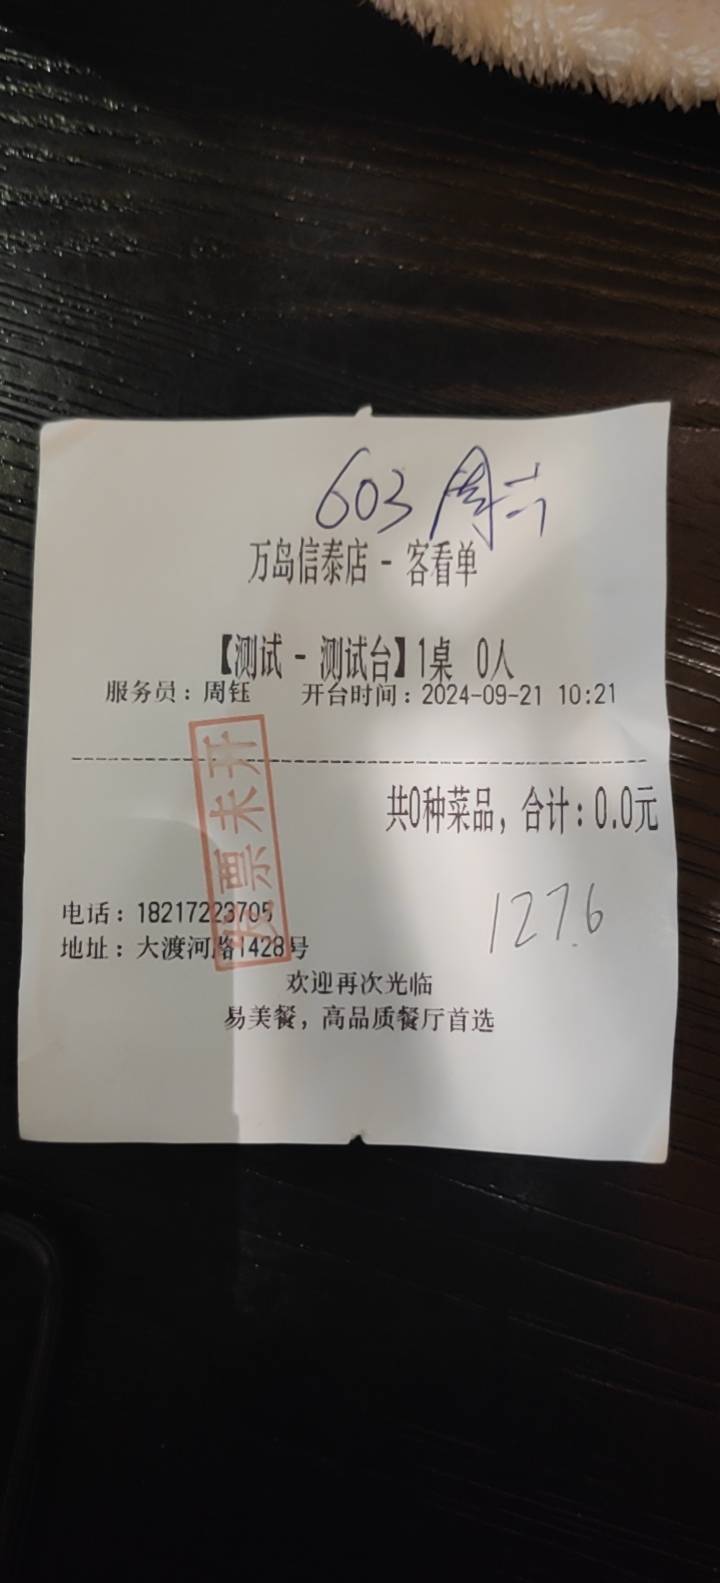 603 周六
万岛信泰店 - 客看单
【测试 - 测试台】1桌 0人
服务员：周钰 开台时间：2024-09-21 10:21
共0种菜品，合计：0.0元
发票未开
1276
电话：18217223705
地址：大渡河路1428号
欢迎再次光临
易美餐，高品质餐厅首选